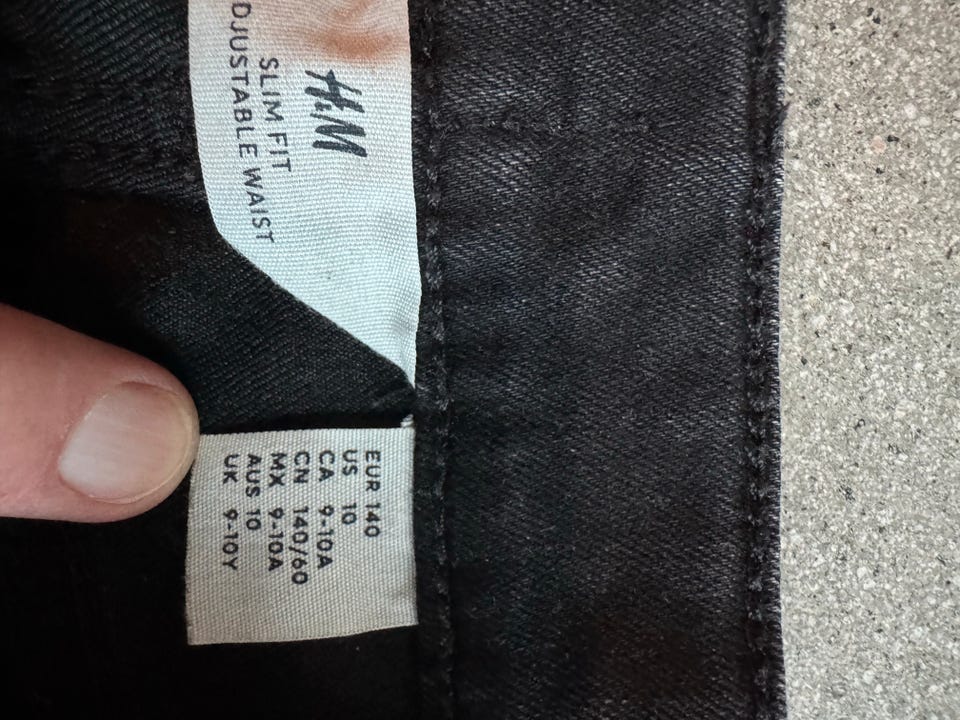 H&M
SLIM FIT
DJUSTABLE WAIST
EUR 140
US 10
CA 9-10A
CN 140/60
MX 9-10A
AUS 10
UK 9-10Y